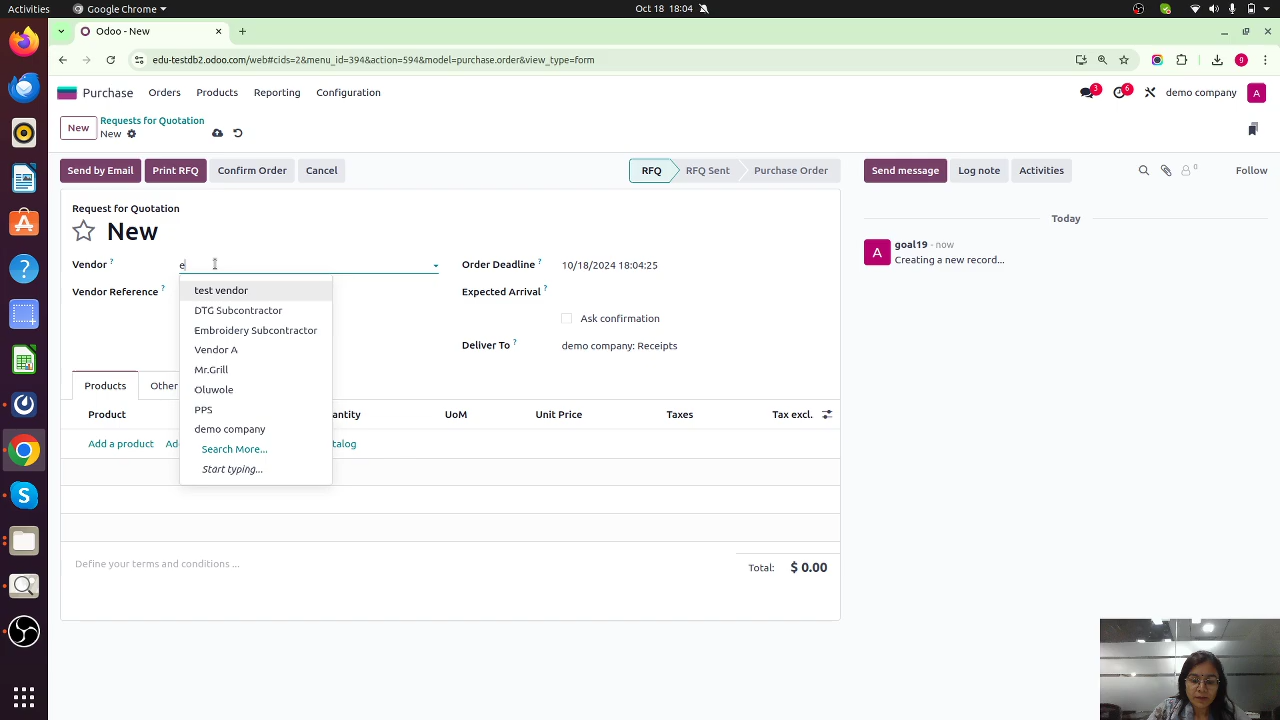 Activities
Google Chrome
Oct 18 18:04
Odoo - New
edu-testdb2.odoo.com/web#cids=2&menu_id=394&action=594&model=purchase.order&view_type=form
Purchase Orders Products Reporting Configuration
3 6 demo company A
New
Requests for Quotation
New
Send by Email Print RFQ Confirm Order Cancel
RFQ RFQ Sent Purchase Order
Send message Log note Activities
0 Follow
Request for Quotation
New
Today
Vendor ? e
Order Deadline ? 10/18/2024 18:04:25
A goal19 - now
Creating a new record...
test vendor
DTG Subcontractor
Embroidery Subcontractor
Vendor A
Mr.Grill
Oluwole
PPS
demo company
Search More...
Start typing...
Vendor Reference ?
Expected Arrival ?
Ask confirmation
Deliver To ? demo company: Receipts
Products Other
Product antity UoM Unit Price Taxes Tax excl.
Add a product Ad talog
Define your terms and conditions ...
Total: $ 0.00